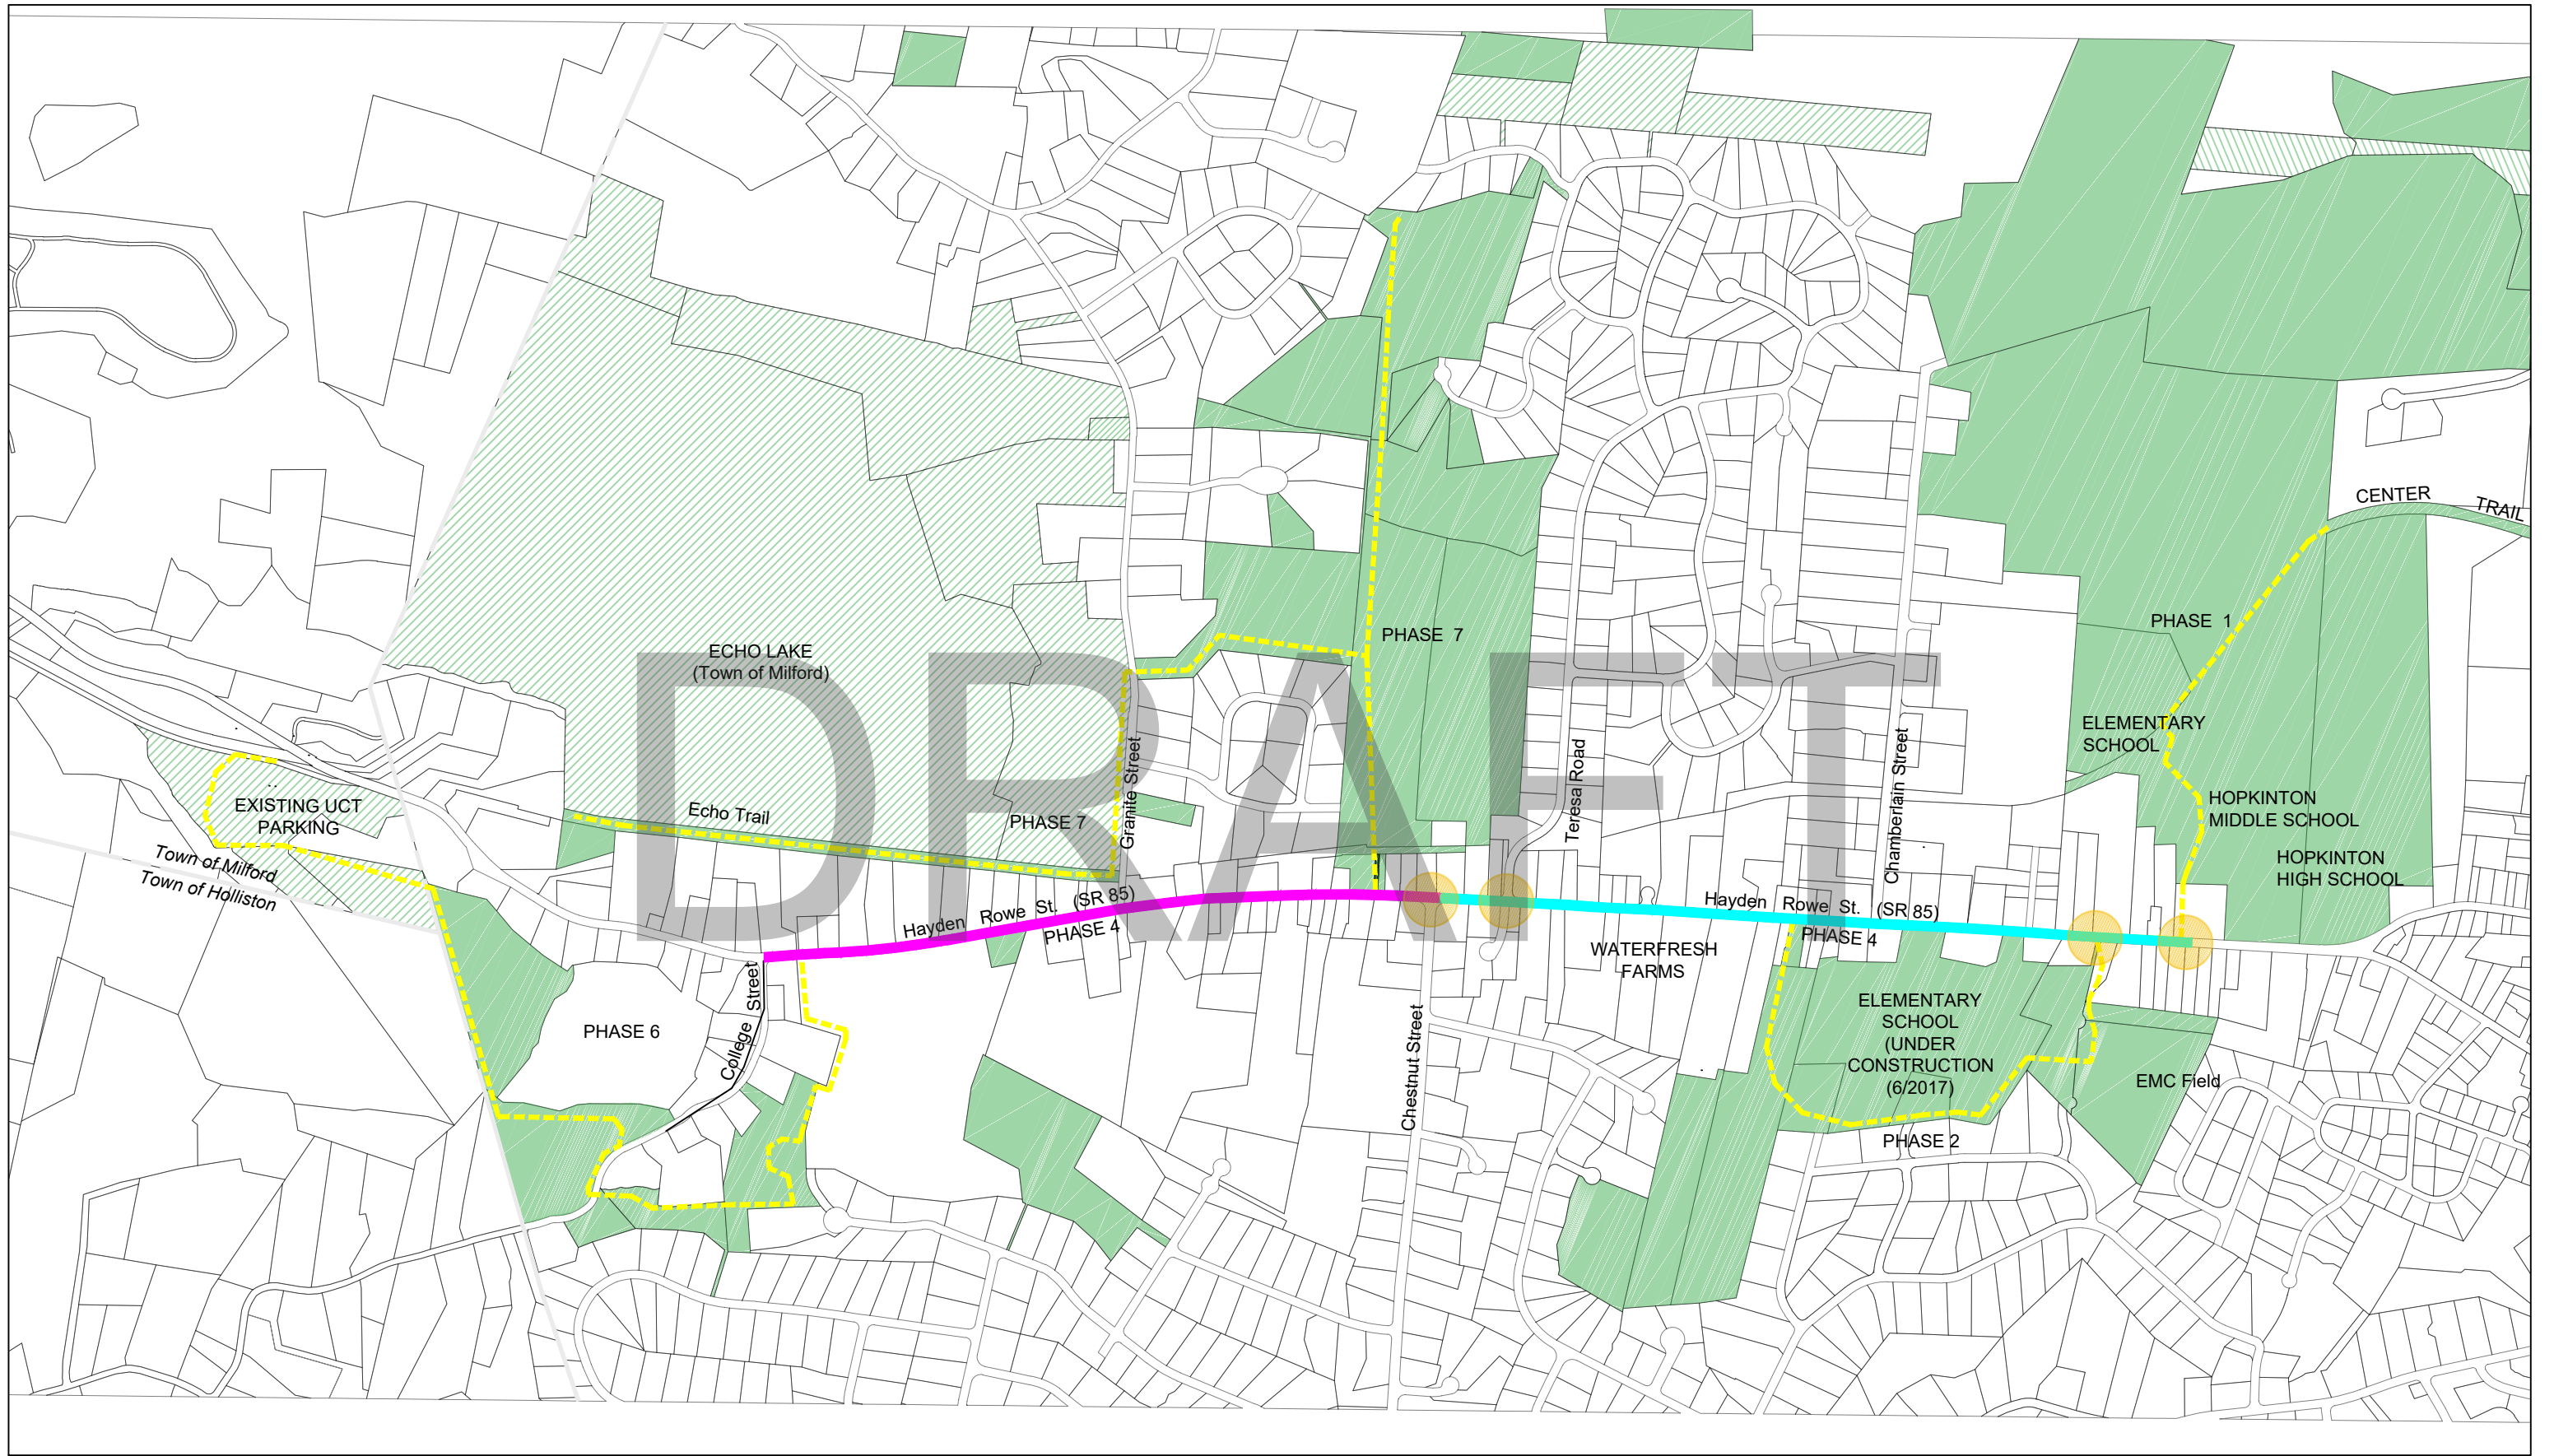 CENTER
TRAIL
PHASE 1
PHASE 7
ECHO LAKE
(Town of Milford)
DRAFT
ELEMENTARY
SCHOOL
HOPKINTON
MIDDLE SCHOOL
HOPKINTON
HIGH SCHOOL
Granite Street
Teresa Road
Chamberlain Street
EXISTING UCT
PARKING
Echo Trail
PHASE 7
Town of Milford
Town of Holliston
Hayden Rowe St. (SR 85)
PHASE 4
Hayden Rowe St. (SR 85)
PHASE 4
WATERFRESH
FARMS
College Street
PHASE 6
Chestnut Street
ELEMENTARY
SCHOOL
(UNDER
CONSTRUCTION
(6/2017)
EMC Field
PHASE 2